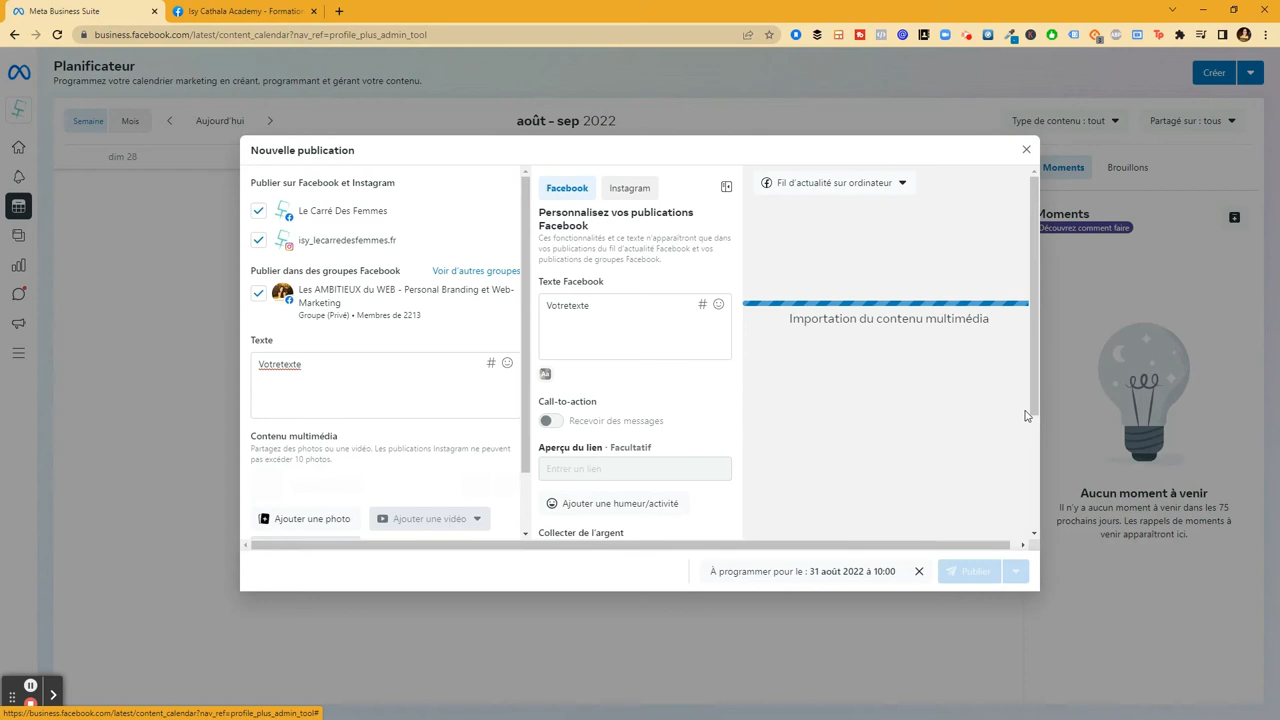 Meta Business Suite
Isy Cathala Academy - Formation
business.facebook.com/latest/content_calendar?nav_ref=profile_plus_admin_tool
Planificateur
Programmez votre calendrier marketing en créant, programmant et gérant votre contenu.
Créer
Semaine
Mois
Aujourd'hui
août – sep 2022
Type de contenu : tout
Partagé sur : tous
dim 28
Moments
Brouillons
Moments
Découvrez comment faire
Aucun moment à venir
Il n'y a aucun moment à venir dans les 75
prochains jours. Les rappels de moments à
venir apparaîtront ici.
Nouvelle publication
Publier sur Facebook et Instagram
Le Carré Des Femmes
isy_lecarredesfemmes.fr
Publier dans des groupes Facebook
Voir d'autres groupes
Les AMBITIEUX du WEB - Personal Branding et Web-
Marketing
Groupe (Privé) • Membres de 2213
Texte
Votretexte
Contenu multimédia
Partagez des photos ou une vidéo. Les publications Instagram ne peuvent
pas excéder 10 photos.
Ajouter une photo
Ajouter une vidéo
Facebook
Instagram
Personnalisez vos publications
Facebook
Ces fonctionnalités et ce texte n'apparaîtront que dans
vos publications du fil d'actualité Facebook et vos
publications de groupes Facebook.
Texte Facebook
Votretexte
Aa
Call-to-action
Recevoir des messages
Aperçu du lien · Facultatif
Entrer un lien
Ajouter une humeur/activité
Collecter de l'argent
Fil d'actualité sur ordinateur
Importation du contenu multimédia
À programmer pour le : 31 août 2022 à 10:00
Publier
https://business.facebook.com/latest/content_calendar?nav_ref=profile_plus_admin_tool#